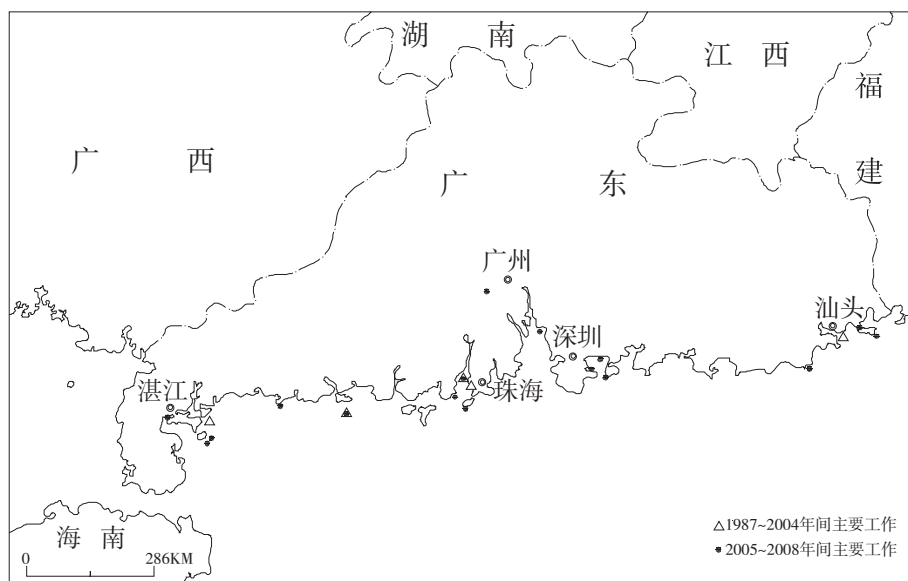 湖 南
江 西
福
建
广 西
广 东
广州
汕头
深圳
珠海
湛江
海 南
0 286KM
△1987~2004年间主要工作
2005~2008年间主要工作